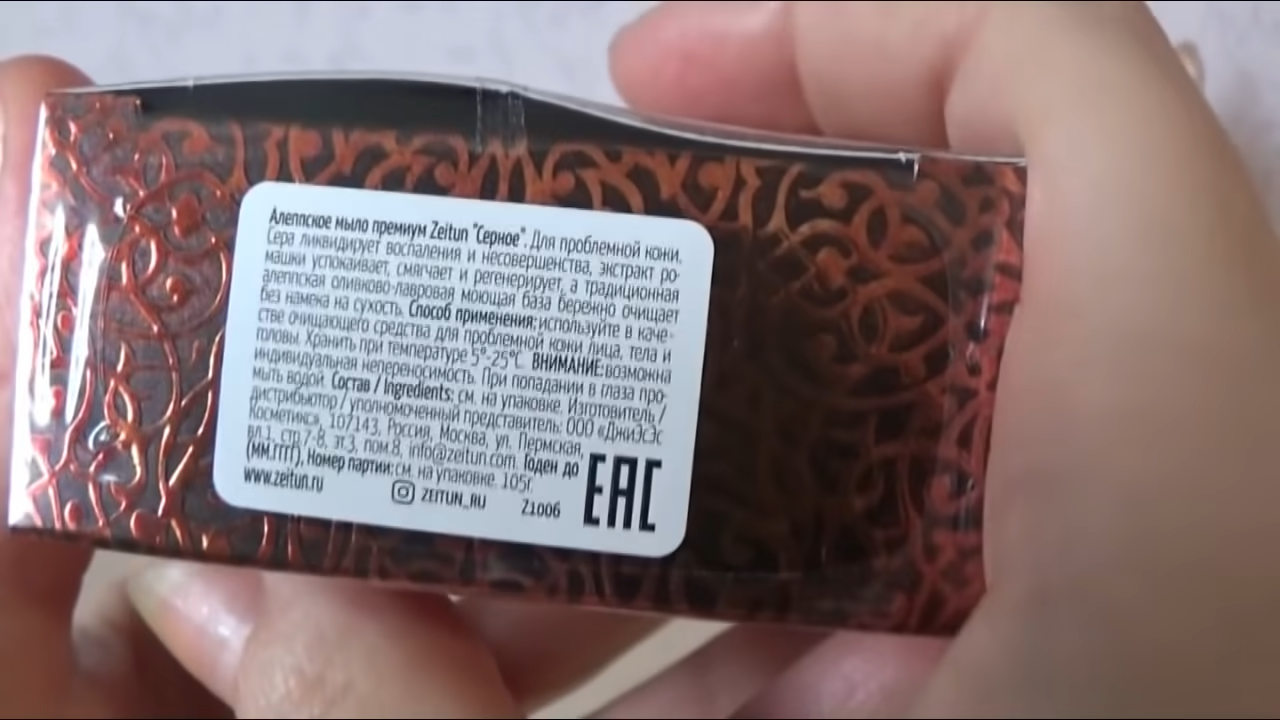 Алеппское мыло премиум Zeitun "Серное". Для проблемной кожи.
Сера ликвидирует воспаления и несовершенства, экстракт ро-
машки успокаивает, смягчает и регенерирует, а традиционная
алеппская оливково-лавровая моющая база бережно очищает
без намека на сухость. Способ применения: используйте в каче-
стве очищающего средства для проблемной кожи лица, тела и
головы. Хранить при температуре 5°-25°C. ВНИМАНИЕ: возможна
индивидуальная непереносимость. При попадании в глаза про-
мыть водой. Состав / Ingredients: см. на упаковке. Изготовитель /
дистрибьютор / уполномоченный представитель: ООО «ДжиЭсЭс
Косметик», 107143, Россия, Москва, ул. Пермская,
вл.1, стр.7-8, эт.3, пом.8, info@zeitun.com. Годен до
(мм.гггг), Номер партии: см. на упаковке. 105г.
www.zeitun.ru ZEITUN_RU Z1006
EAC